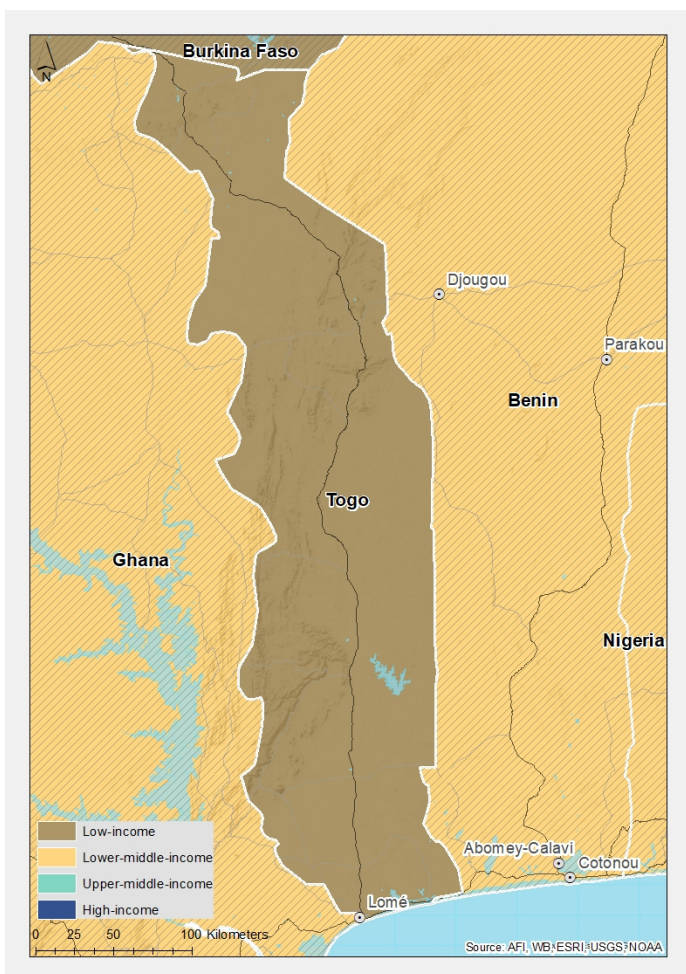 Burkina Faso
N
Djougou
Parakou
Benin
Togo
Ghana
Nigeria
Low-income
Lower-middle-income
Upper-middle-income
High-income
Abomey-Calavi
Cotonou
Lomé
0 25 50 100 Kilometers
Source: AFI, WB, ESRI, USGS, NOAA